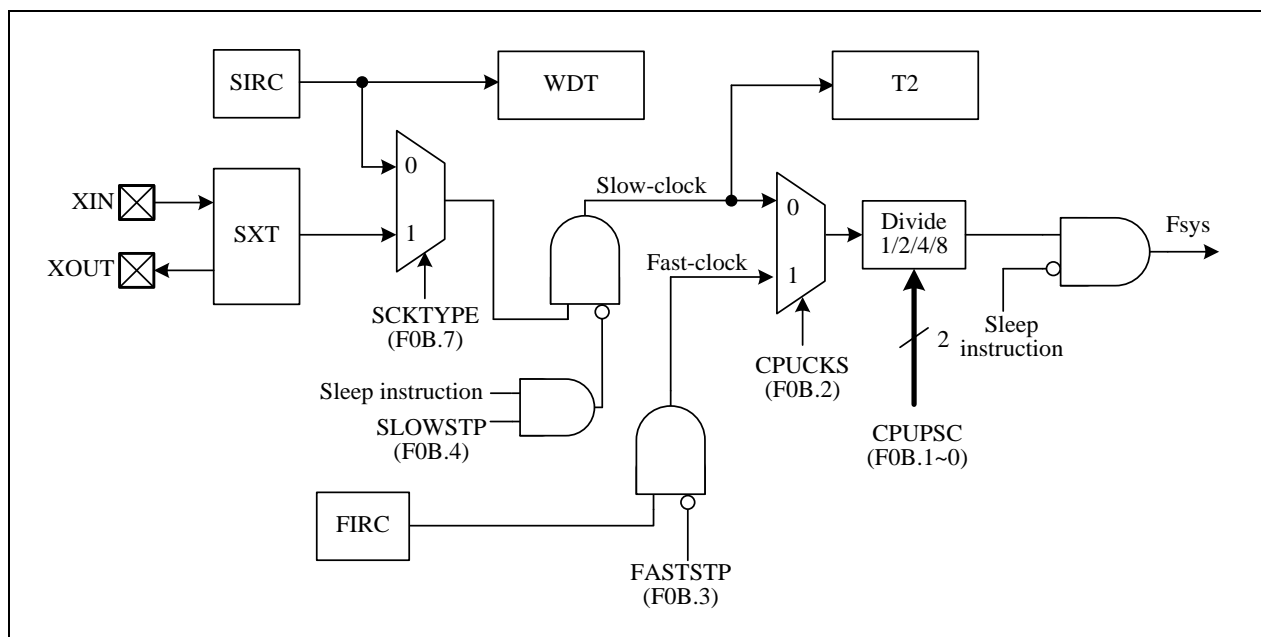 SIRC
WDT
T2
XIN
XOUT
SXT
0
1
SCKTYPE
(F0B.7)
Slow-clock
Fast-clock
0
1
Divide
1/2/4/8
Fsys
Sleep
instruction
2
CPUCKS
(F0B.2)
CPUPSC
(F0B.1~0)
Sleep instruction
SLOWSTP
(F0B.4)
FIRC
FASTSTP
(F0B.3)